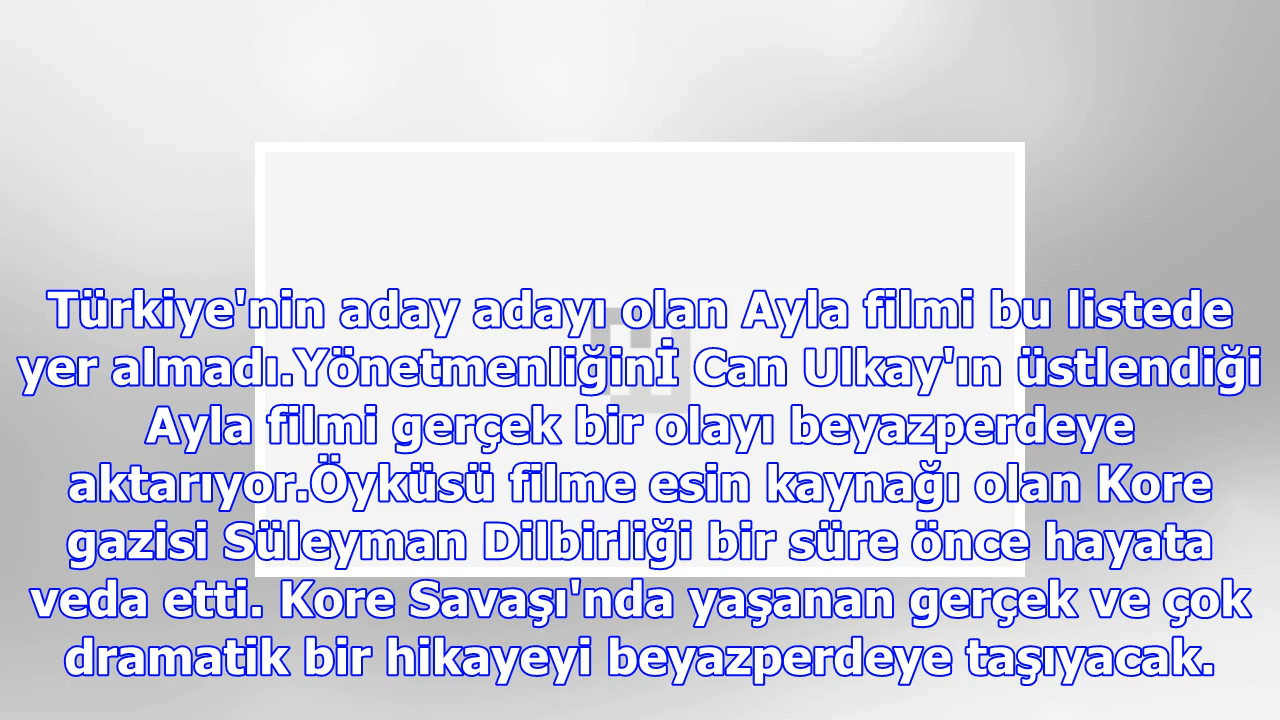 Türkiye'nin aday adayı olan Ayla filmi bu listede
yer almadı.Yönetmenliğinİ Can Ulkay'ın üstlendiği
Ayla filmi gerçek bir olayı beyazperdeye
aktarıyor.Öyküsü filme esin kaynağı olan Kore
gazisi Süleyman Dilbirliği bir süre önce hayata
veda etti. Kore Savaşı'nda yaşanan gerçek ve çok
dramatik bir hikayeyi beyazperdeye taşıyacak.